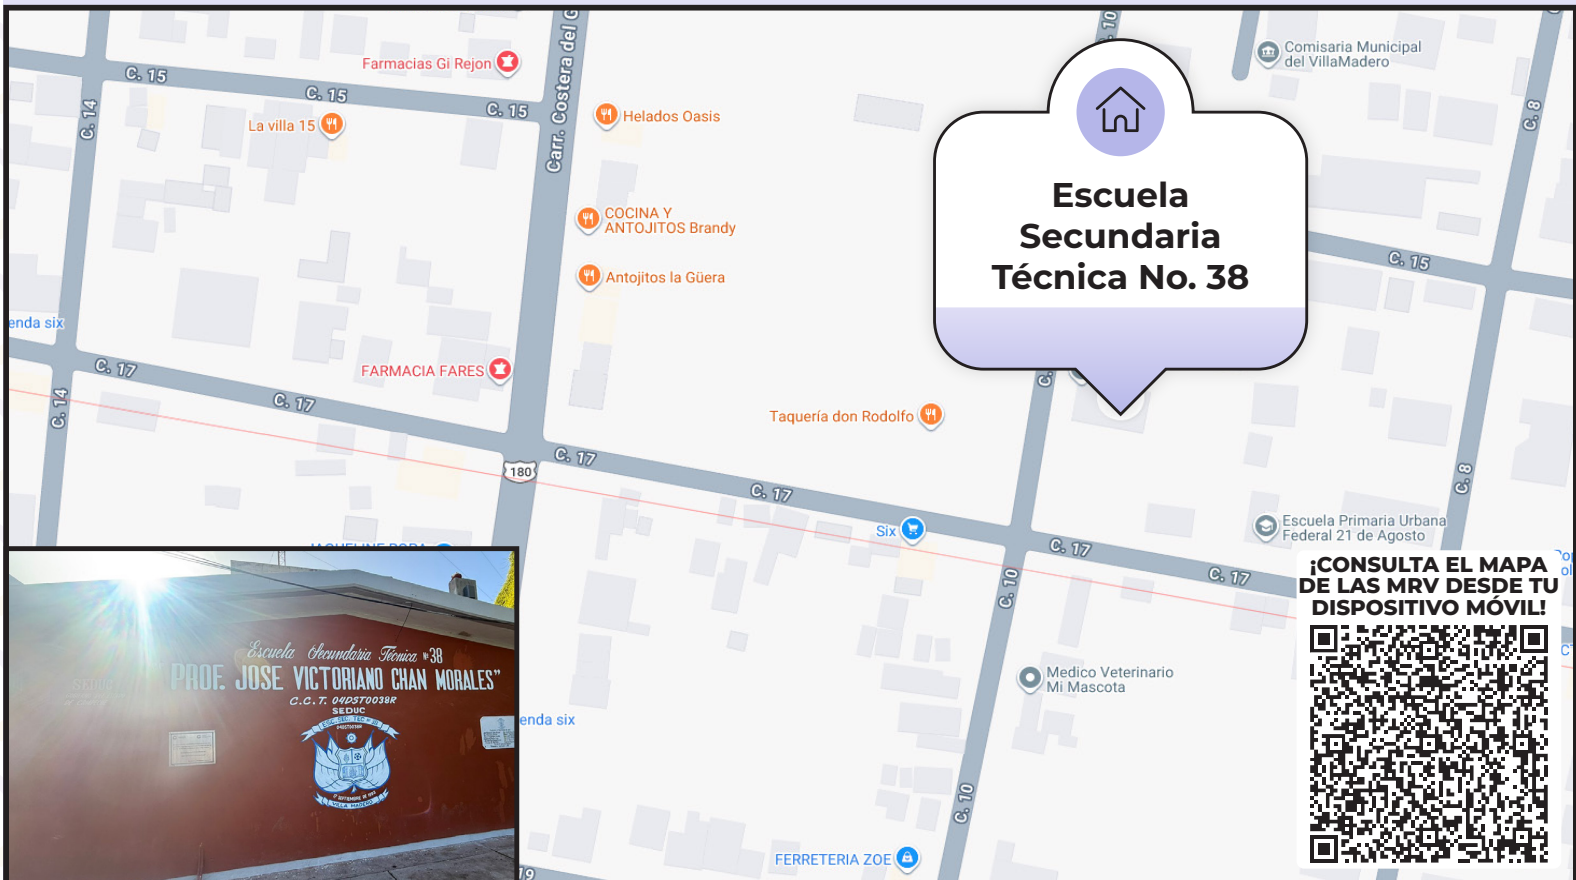 C. 15
C. 15
C. 15
C. 14
Farmacias Gi Rejon
La villa 15
Carr. Costera del G
Helados Oasis
COCINA Y
ANTOJITOS Brandy
Antojitos la Güera
enda six
FARMACIA FARES
C. 17
C. 17
C. 14
180
C. 17
C. 17
Taquería don Rodolfo
C. 10
Comisaria Municipal
del VillaMadero
C. 8
C. 15
Escuela
Secundaria
Técnica No. 38
C.
Six
C. 17
C. 17
C. 8
Escuela Primaria Urbana
Federal 21 de Agosto
C. 10
Medico Veterinario
Mi Mascota
C. 10
FERRETERIA ZOE
enda six
19
¡CONSULTA EL MAPA
DE LAS MRV DESDE TU
DISPOSITIVO MÓVIL!
Escuela Secundaria Técnica #38
"PROF. JOSE VICTORIANO CHAN MORALES"
C.C.T. 04DST0038R
SEDUC
VILLA MADERO